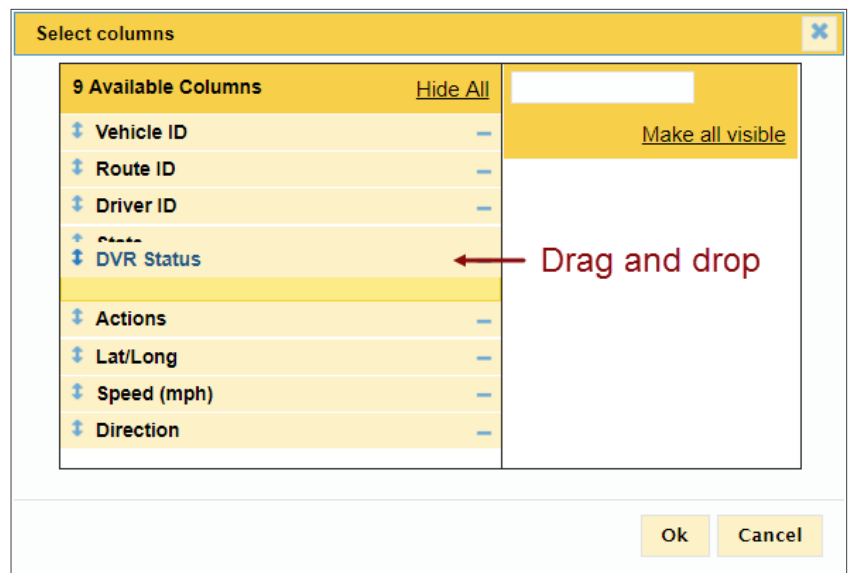 Select columns
9 Available Columns
Hide All
Make all visible
Vehicle ID
Route ID
Driver ID
State
DVR Status
Drag and drop
Actions
Lat/Long
Speed (mph)
Direction
Ok
Cancel